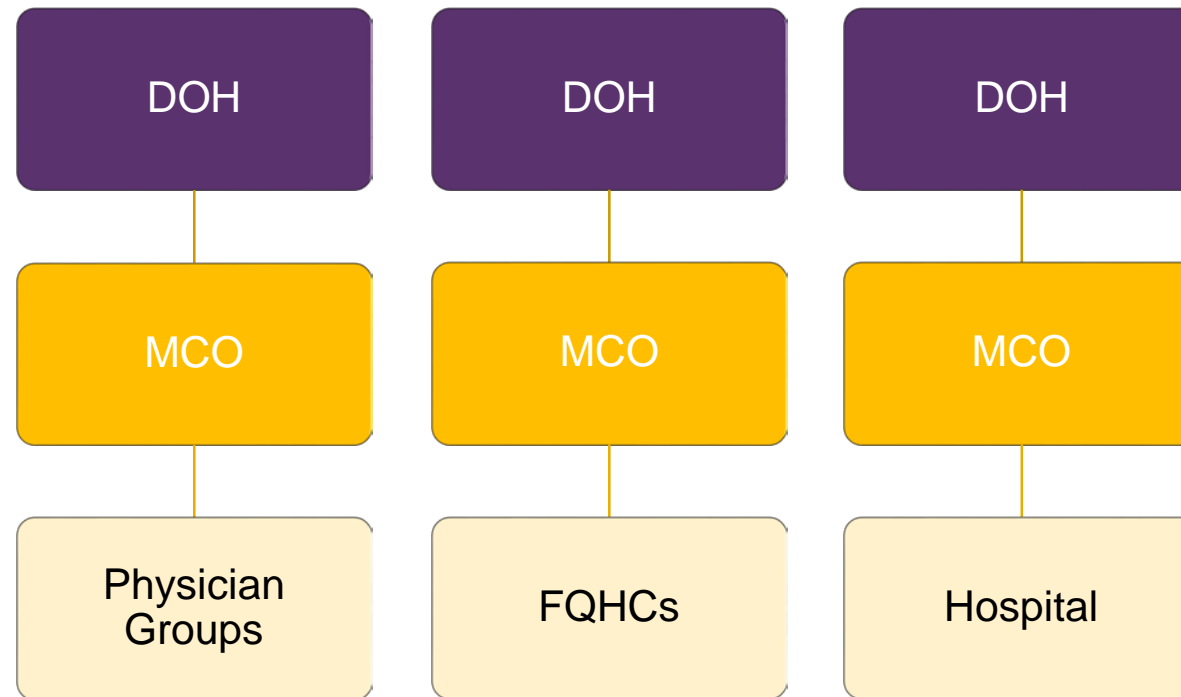 DOH
DOH
DOH
MCO
MCO
MCO
Physician
Groups
FQHCs
Hospital